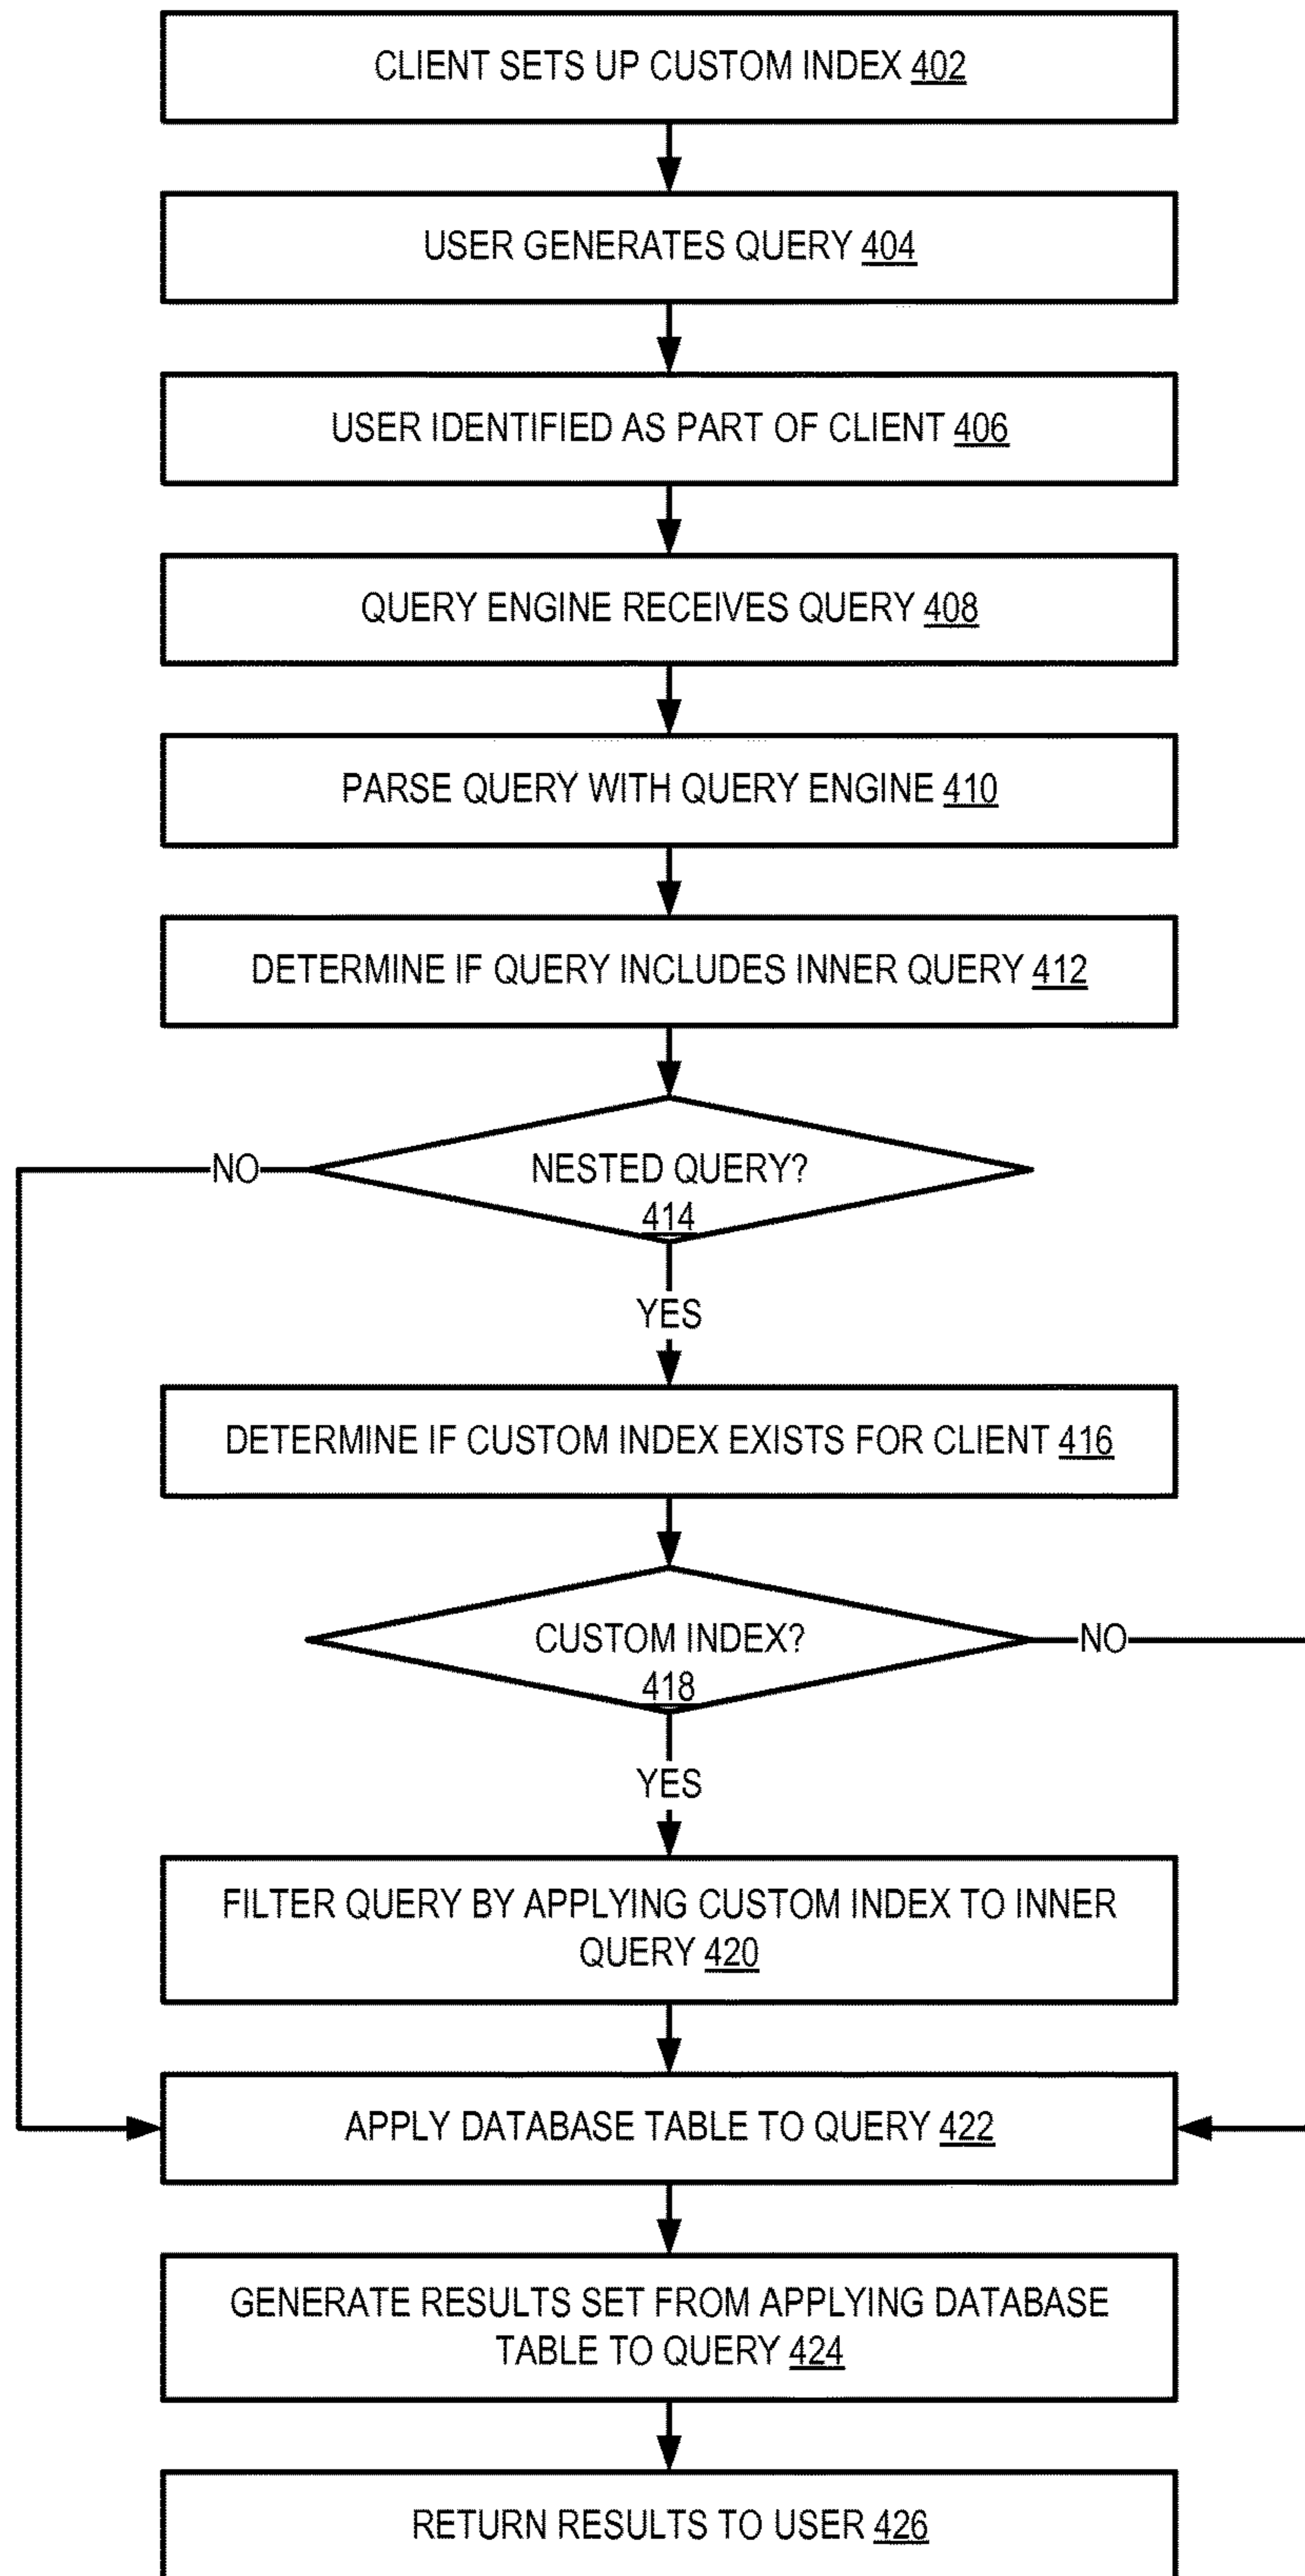 CLIENT SETS UP CUSTOM INDEX 402
USER GENERATES QUERY 404
USER IDENTIFIED AS PART OF CLIENT 406
QUERY ENGINE RECEIVES QUERY 408
PARSE QUERY WITH QUERY ENGINE 410
DETERMINE IF QUERY INCLUDES INNER QUERY 412
NO
NESTED QUERY?
414
YES
DETERMINE IF CUSTOM INDEX EXISTS FOR CLIENT 416
CUSTOM INDEX?
NO
418
YES
FILTER QUERY BY APPLYING CUSTOM INDEX TO INNER
QUERY 420
APPLY DATABASE TABLE TO QUERY 422
GENERATE RESULTS SET FROM APPLYING DATABASE
TABLE TO QUERY 424
RETURN RESULTS TO USER 426